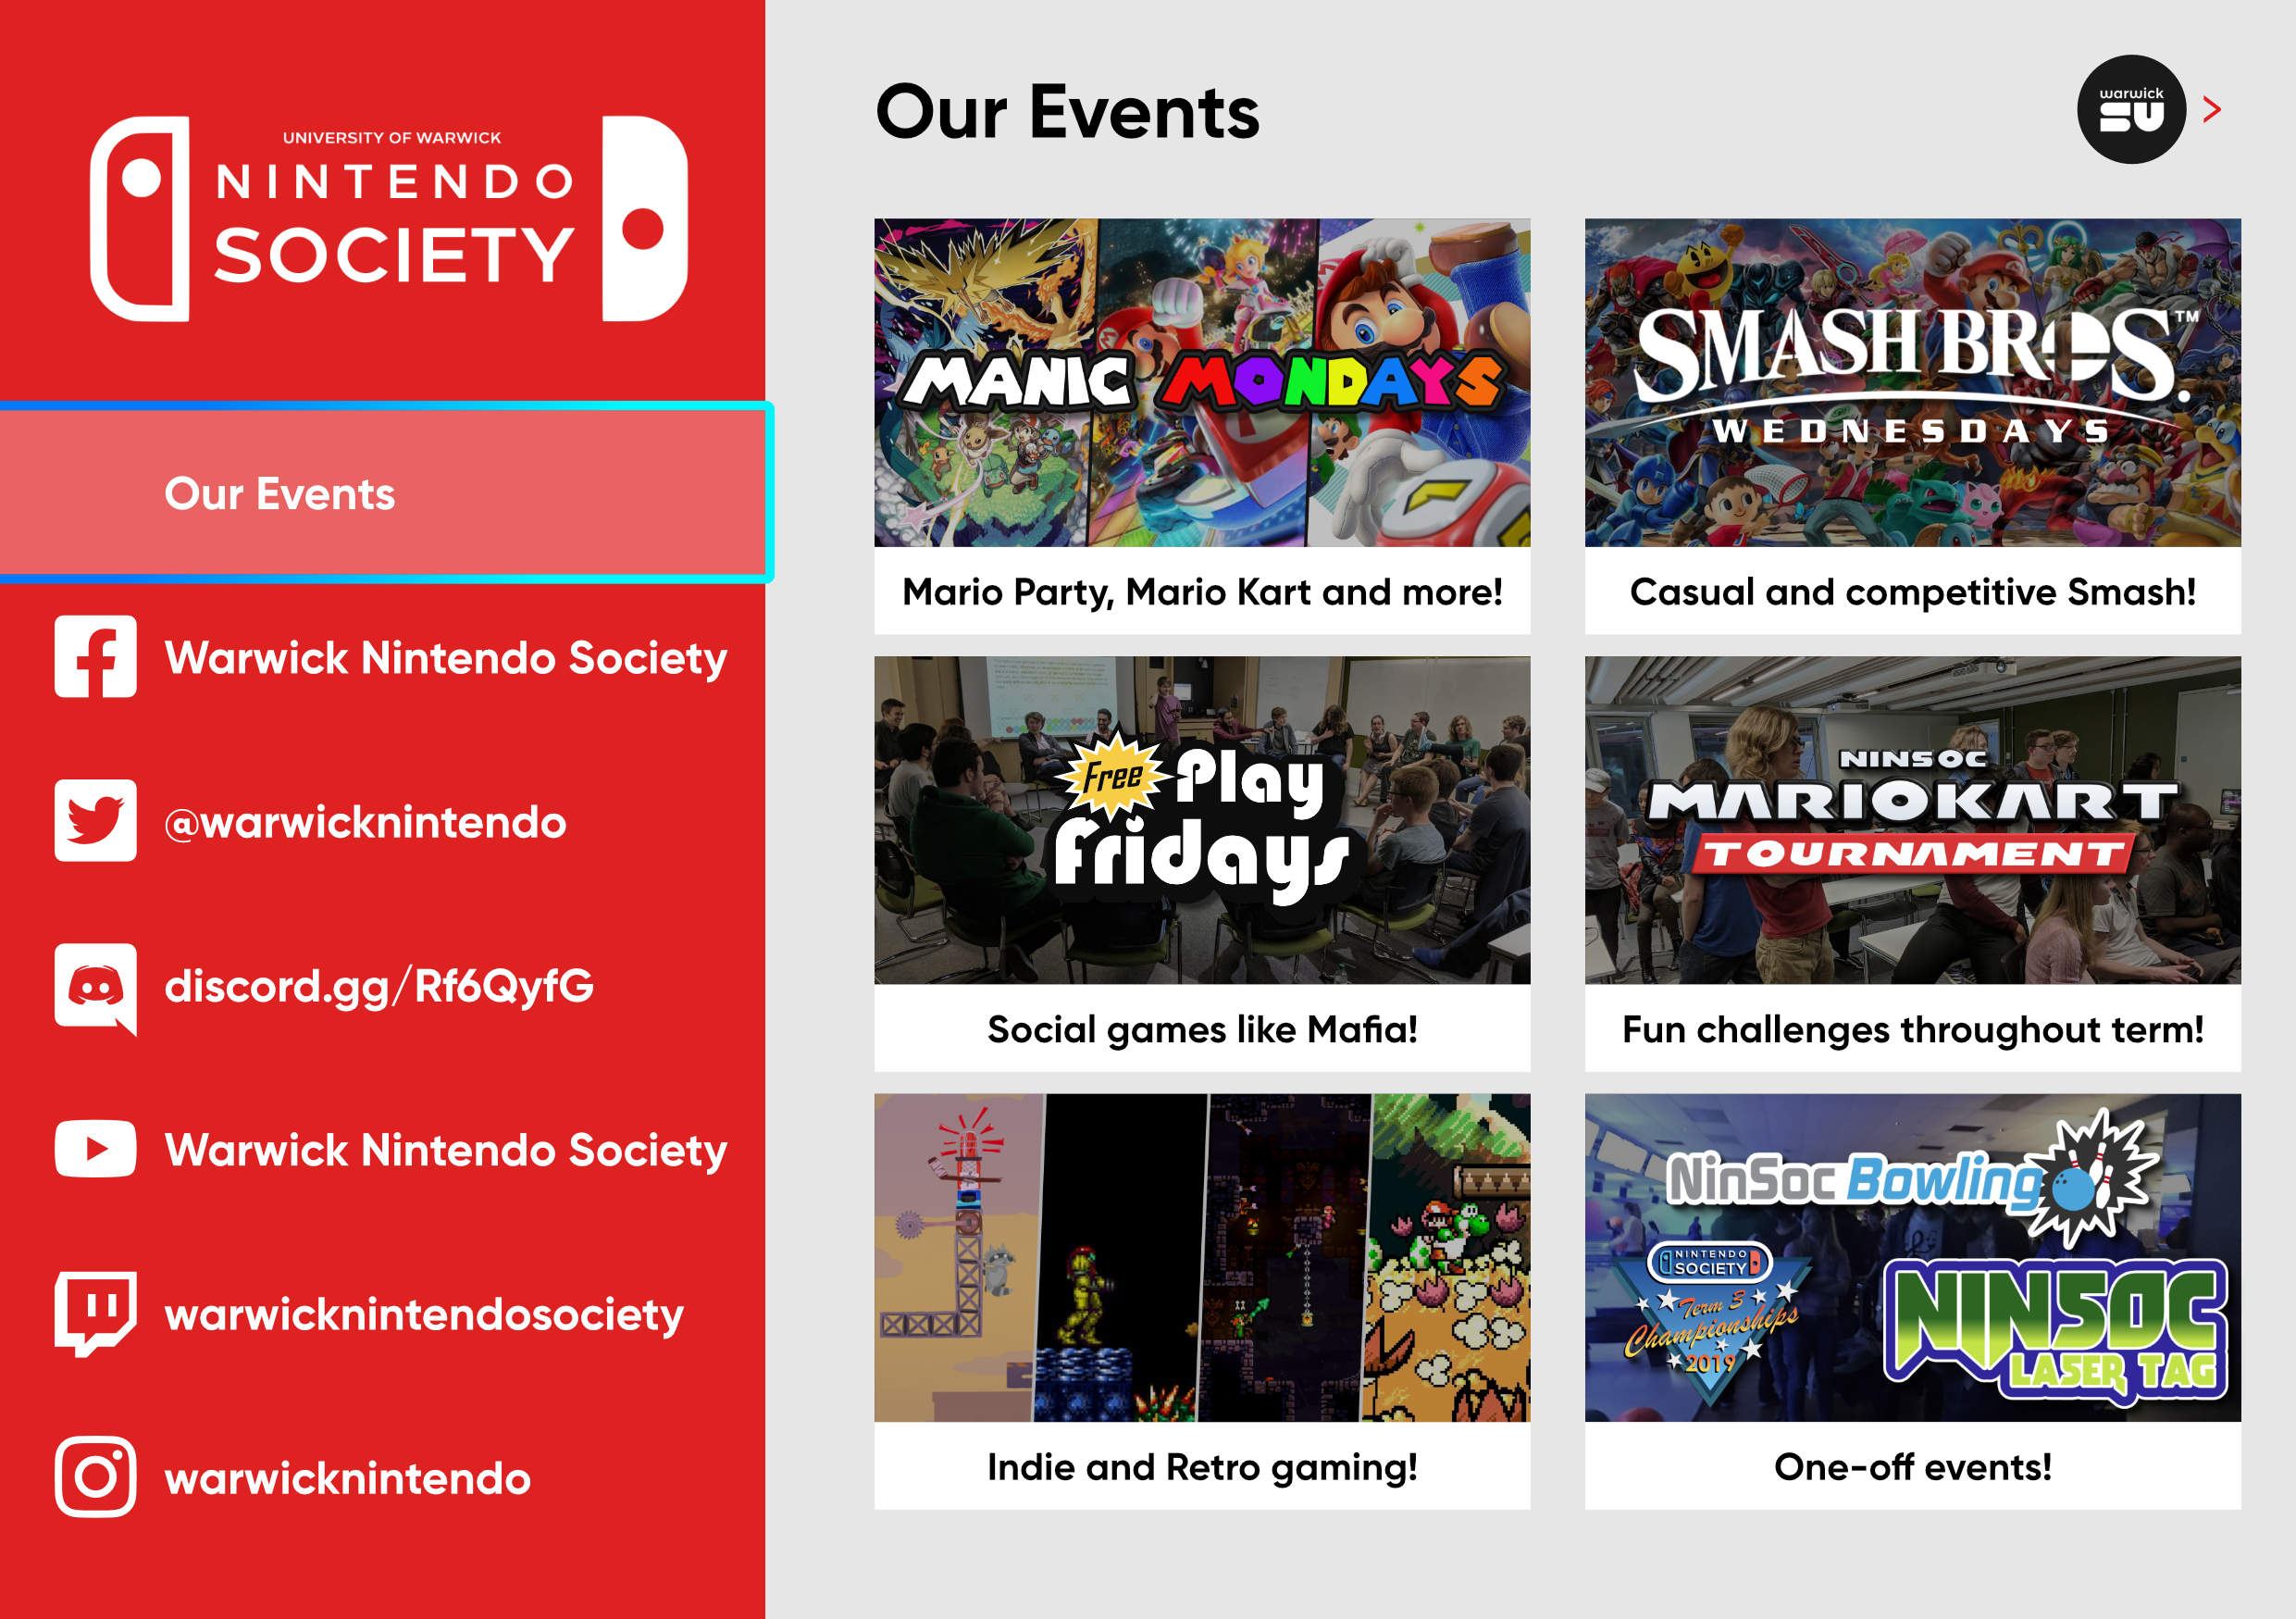 UNIVERSITY OF WARWICK
NINTENDO
SOCIETY
Our Events
Warwick Nintendo Society
@warwicknintendo
discord.gg/Rf6QyfG
Warwick Nintendo Society
warwicknintendosociety
warwicknintendo
Our Events
warwick
SU
>
MANIC MONDAYS
Mario Party, Mario Kart and more!
SMASH BROS.™
WEDNESDAYS
Casual and competitive Smash!
Free Play
Fridays
Social games like Mafia!
NINSOC
MARIOKART
TOURNAMENT
Fun challenges throughout term!
Indie and Retro gaming!
NinSoc Bowling
NINTENDO
SOCIETY
Term 3
Championships
2019
NINSOC
LASER TAG
One-off events!